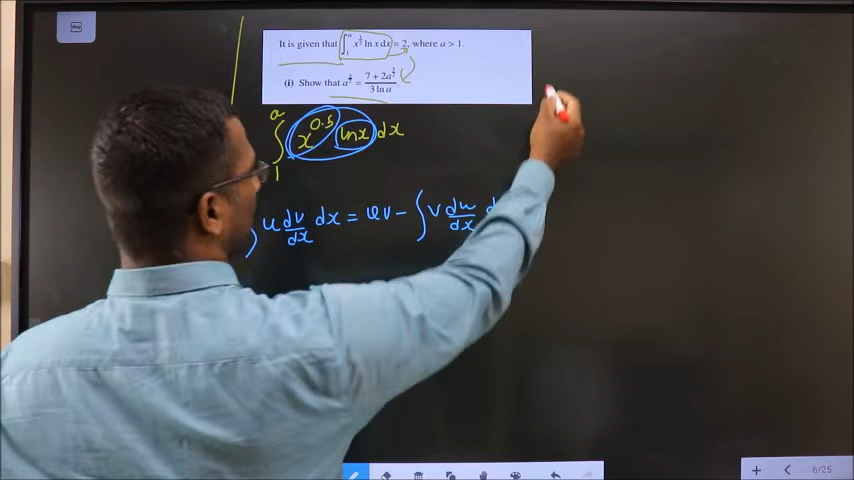 It is given that ∫₁ᵃ x^½ ln x dx = 2, where a > 1.
(i) Show that a^(3/2) = (7 + 2a^(3/2)) / (3 ln a).
∫₁ᵃ x^0.5 ln x dx
∫ u dv/dx dx = uv − ∫ v du/dx d
6/25